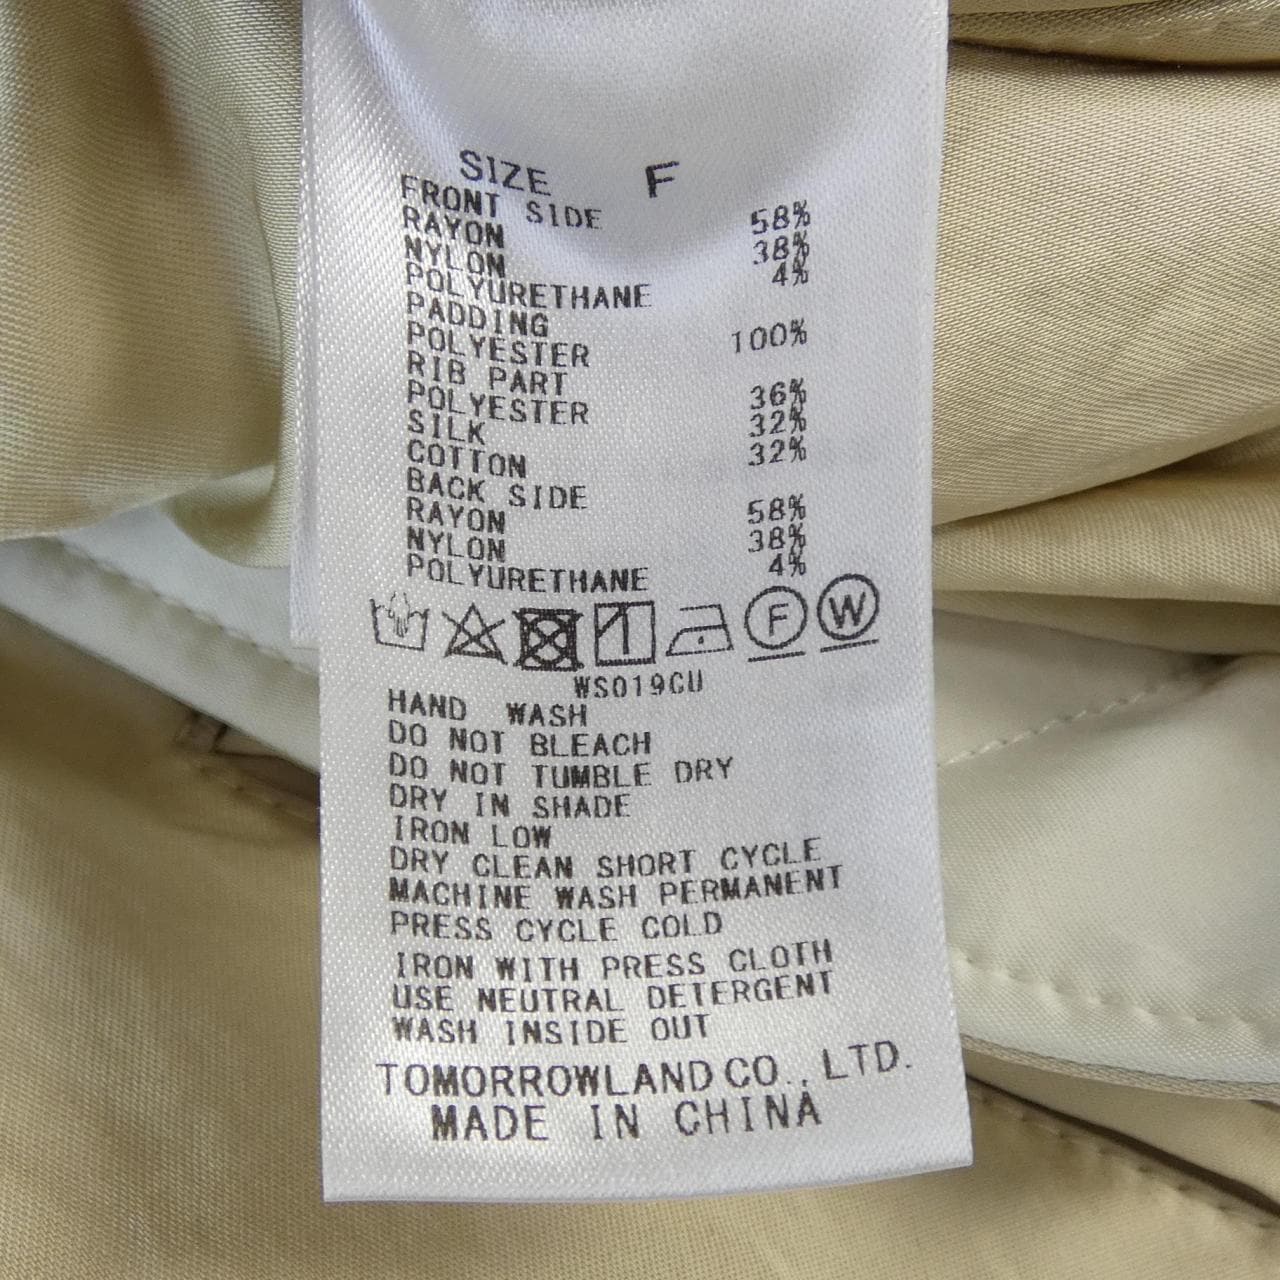 SIZE F
FRONT SIDE
RAYON 58%
NYLON 38%
POLYURETHANE 4%
PADDING
POLYESTER 100%
RIB PART
POLYESTER 36%
SILK 32%
COTTON 32%
BACK SIDE
RAYON 58%
NYLON 38%
POLYURETHANE 4%
F W
WS019CU
HAND WASH
DO NOT BLEACH
DO NOT TUMBLE DRY
DRY IN SHADE
IRON LOW
DRY CLEAN SHORT CYCLE
MACHINE WASH PERMANENT
PRESS CYCLE COLD
IRON WITH PRESS CLOTH
USE NEUTRAL DETERGENT
WASH INSIDE OUT
TOMORROWLAND CO., LTD.
MADE IN CHINA